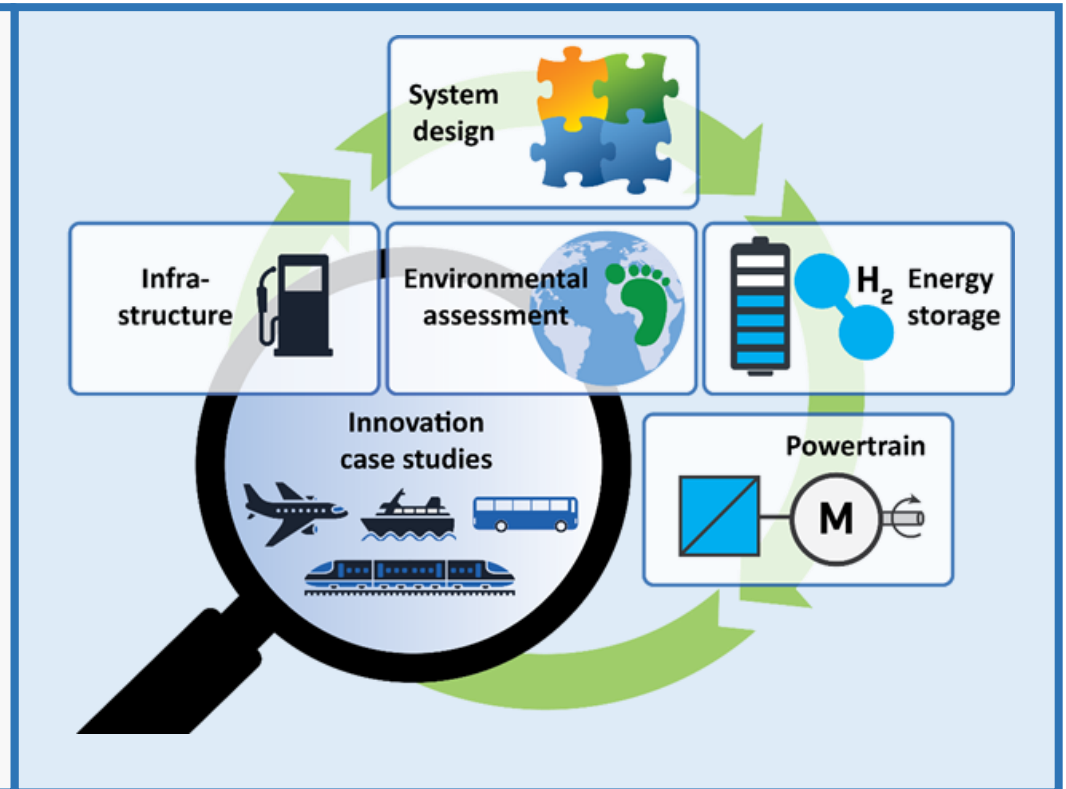 System
design
Infra-
structure
Environmental
assessment
H₂
Energy
storage
Innovation
case studies
Powertrain
M